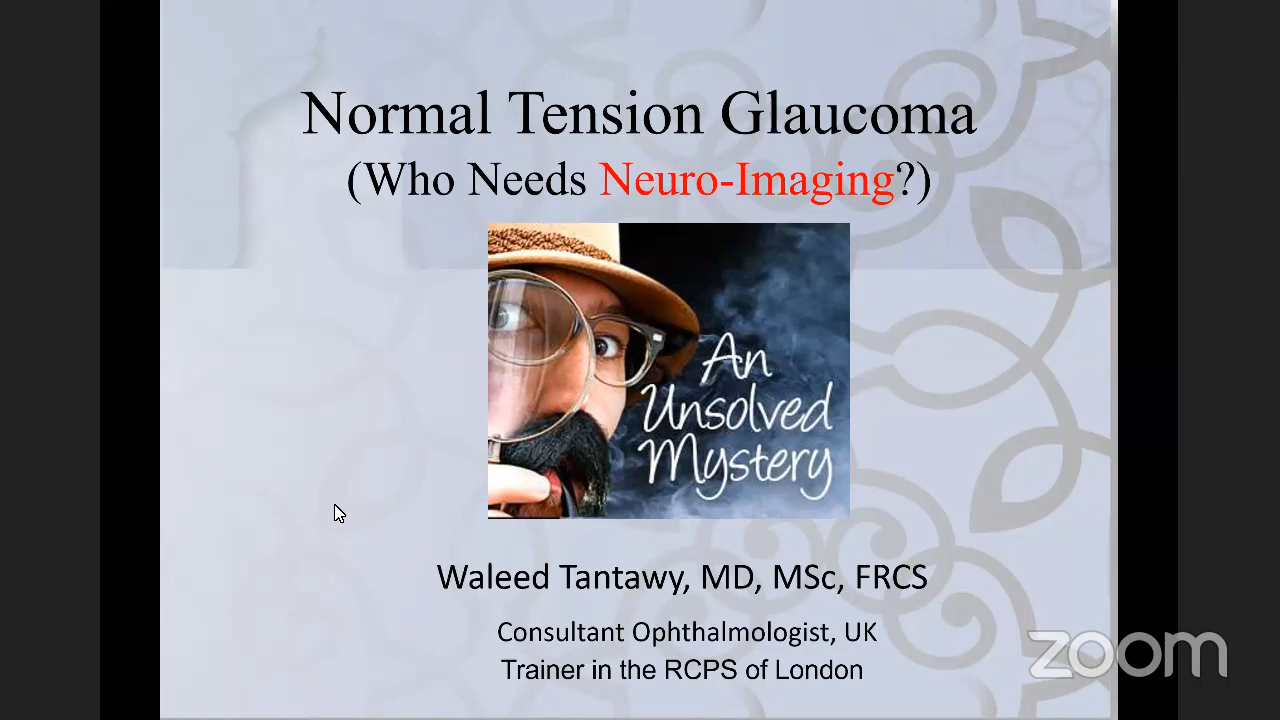 Normal Tension Glaucoma
(Who Needs Neuro-Imaging?)
An
Unsolved
Mystery
Waleed Tantawy, MD, MSc, FRCS
Consultant Ophthalmologist, UK
Trainer in the RCPS of London
zoom